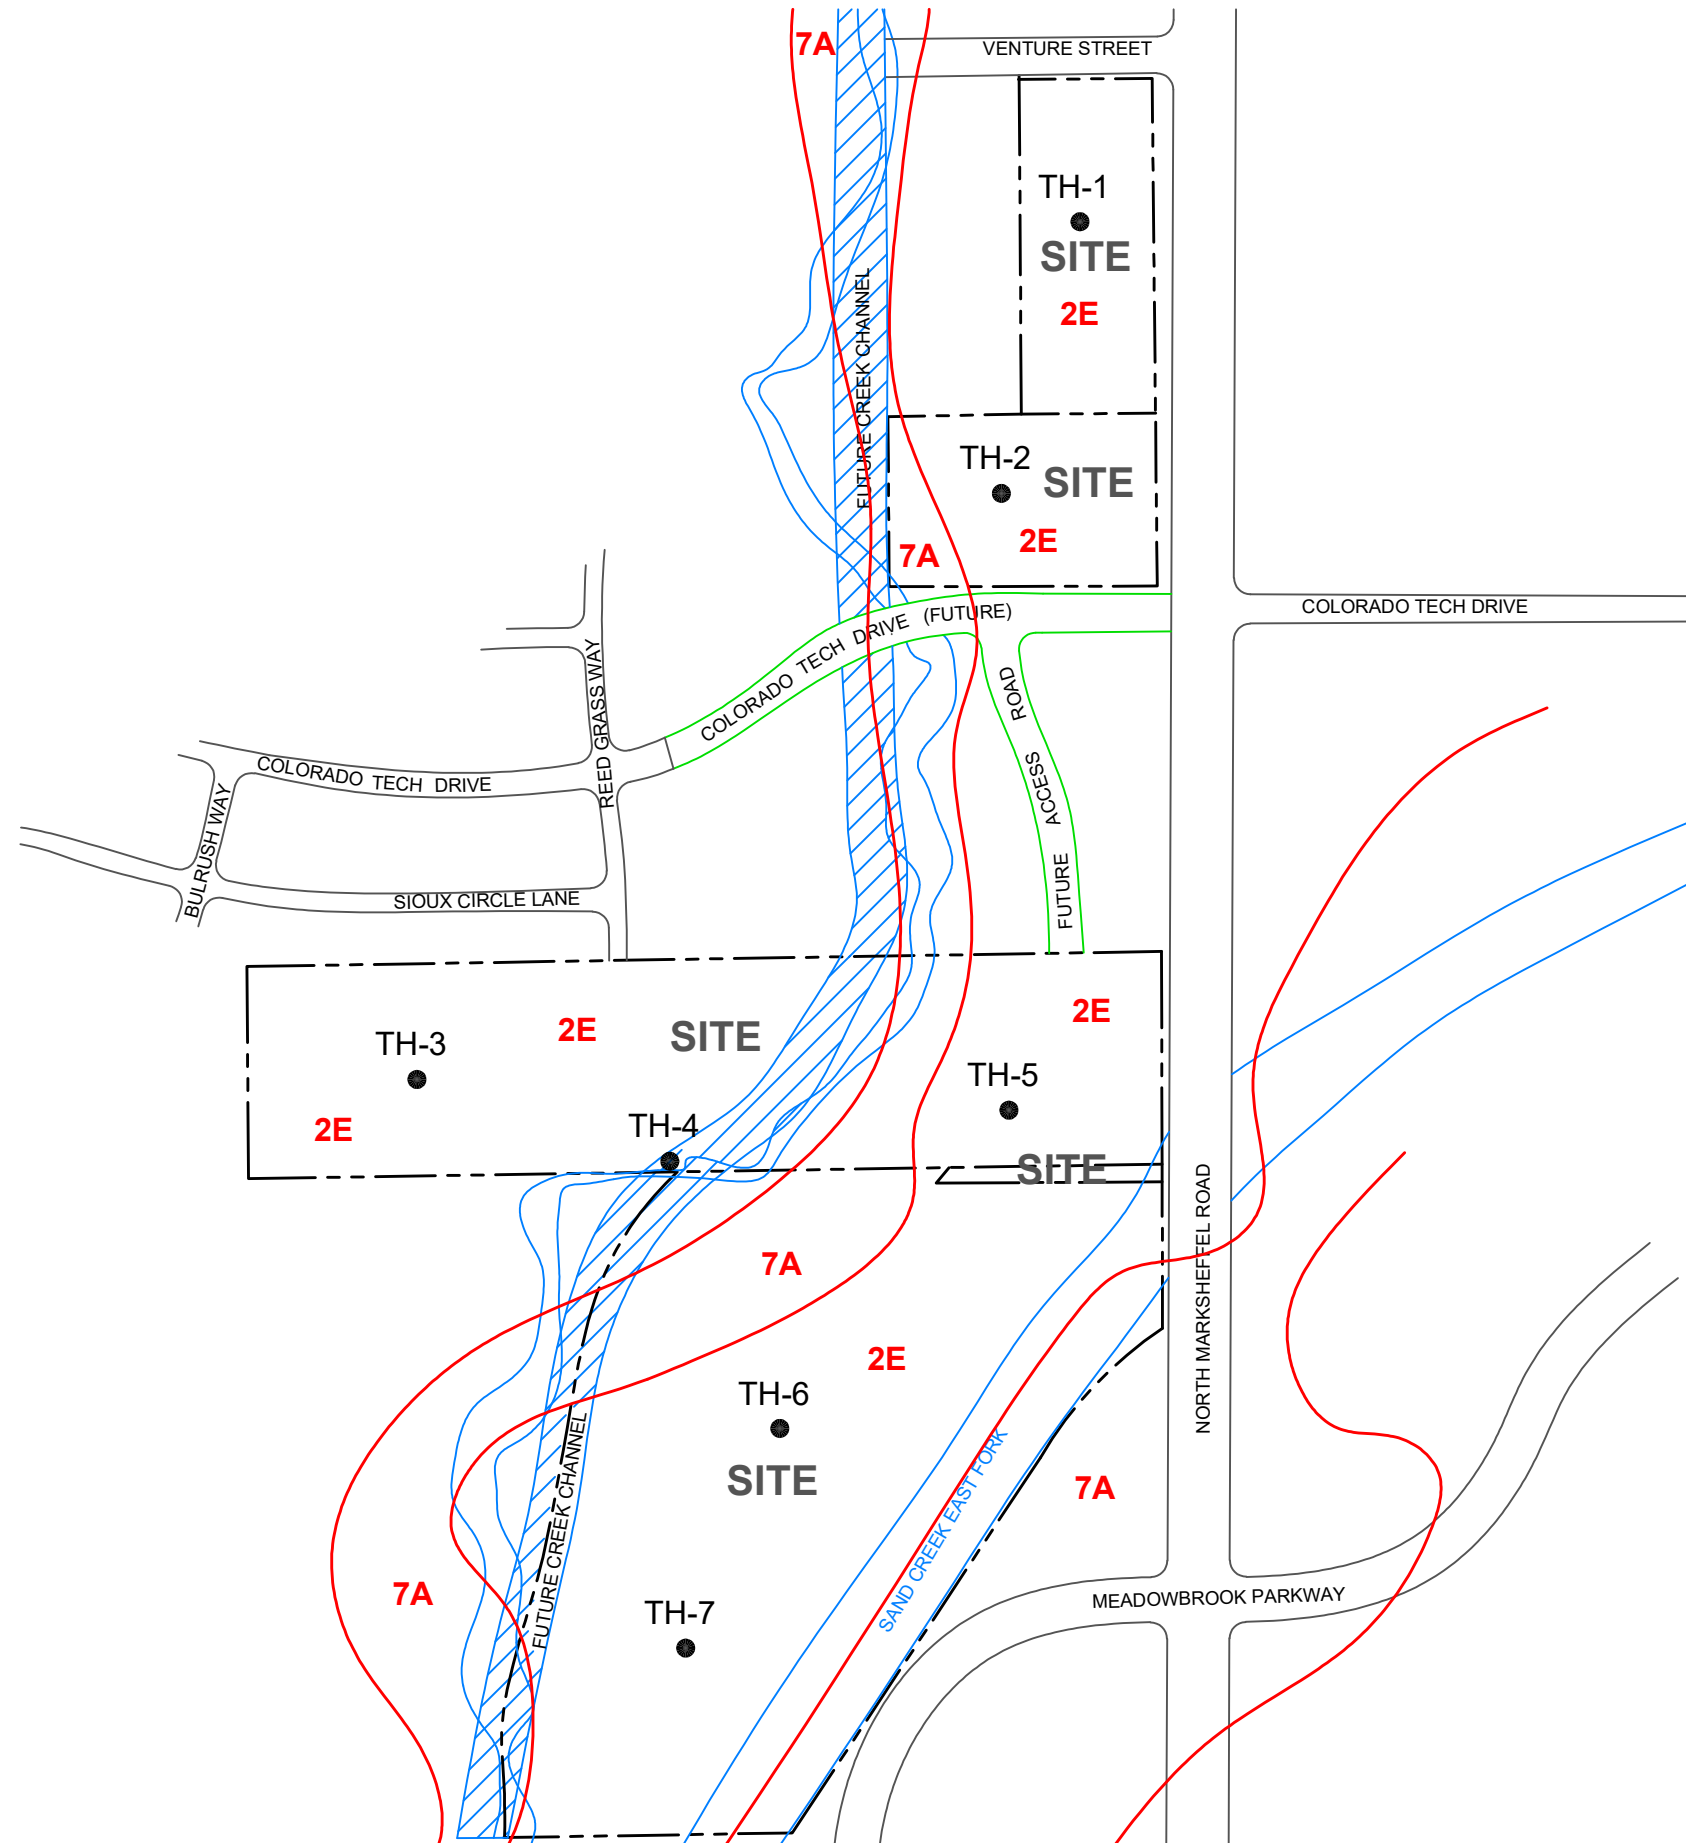 7A
VENTURE STREET
TH-1
SITE
2E
FUTURE CREEK CHANNEL
TH-2
SITE
2E
7A
COLORADO TECH DRIVE (FUTURE)
COLORADO TECH DRIVE
REED GRASS WAY
FUTURE ACCESS ROAD
COLORADO TECH DRIVE
BULRUSH WAY
SIOUX CIRCLE LANE
2E
SITE
2E
TH-3
TH-5
2E
TH-4
SITE
NORTH MARKSHEFFEL ROAD
7A
2E
TH-6
SITE
FUTURE CREEK CHANNEL
SAND CREEK EAST FORK
7A
7A
TH-7
MEADOWBROOK PARKWAY